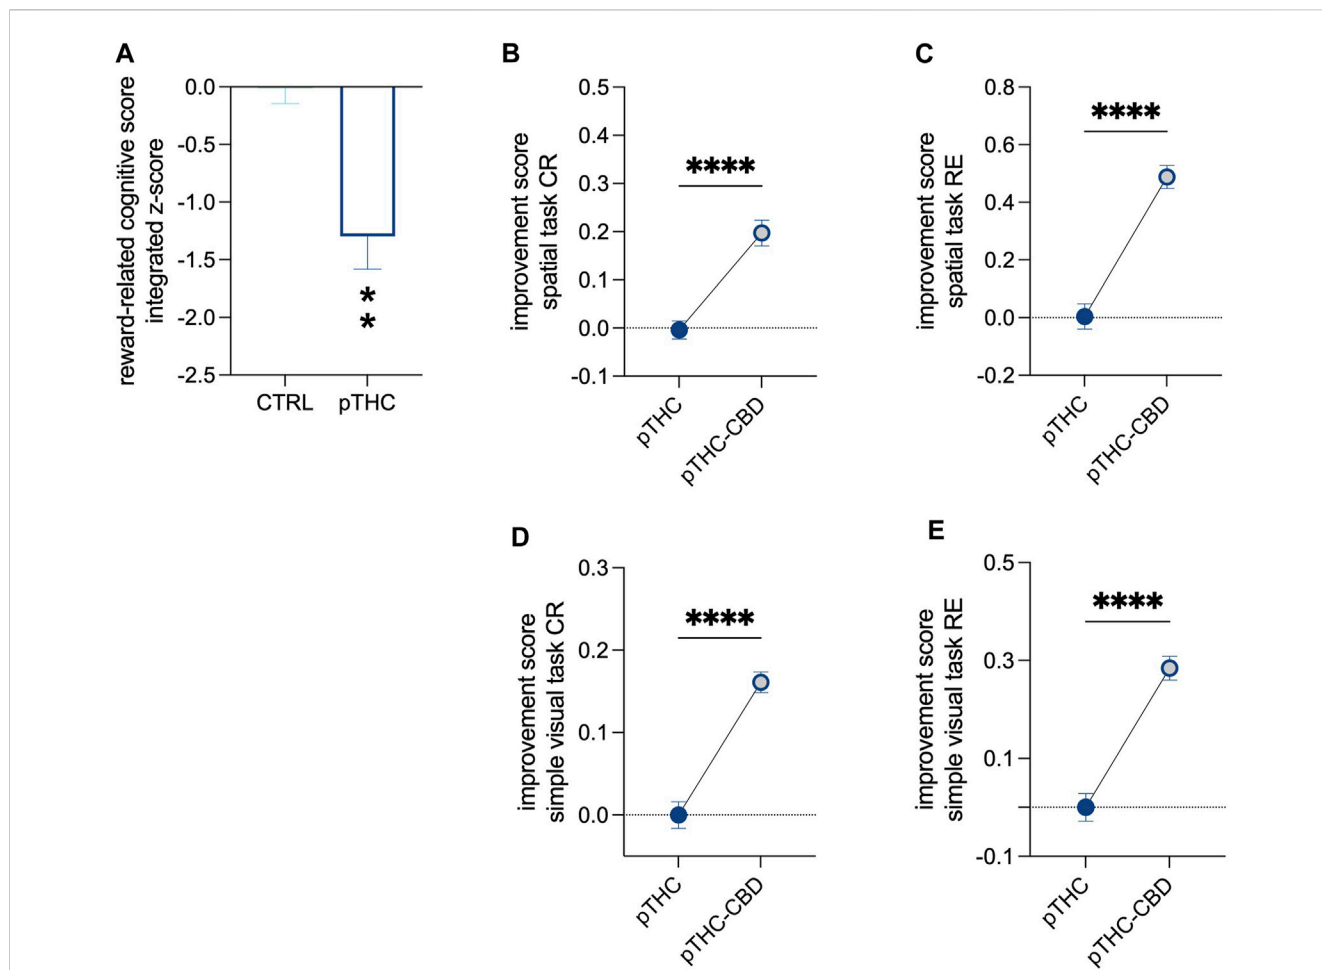 A
reward-related cognitive score
integrated z-score
0.0
-0.5
-1.0
-1.5
-2.0
-2.5
*
*
CTRL
pTHC
B
improvement score
spatial task CR
0.5
0.4
0.3
0.2
0.1
0.0
-0.1
****
pTHC
pTHC-CBD
C
improvement score
spatial task RE
0.8
0.6
0.4
0.2
0.0
-0.2
****
pTHC
pTHC-CBD
D
improvement score
simple visual task CR
0.3
0.2
0.1
0.0
****
pTHC
pTHC-CBD
E
improvement score
simple visual task RE
0.5
0.3
0.1
-0.1
****
pTHC
pTHC-CBD